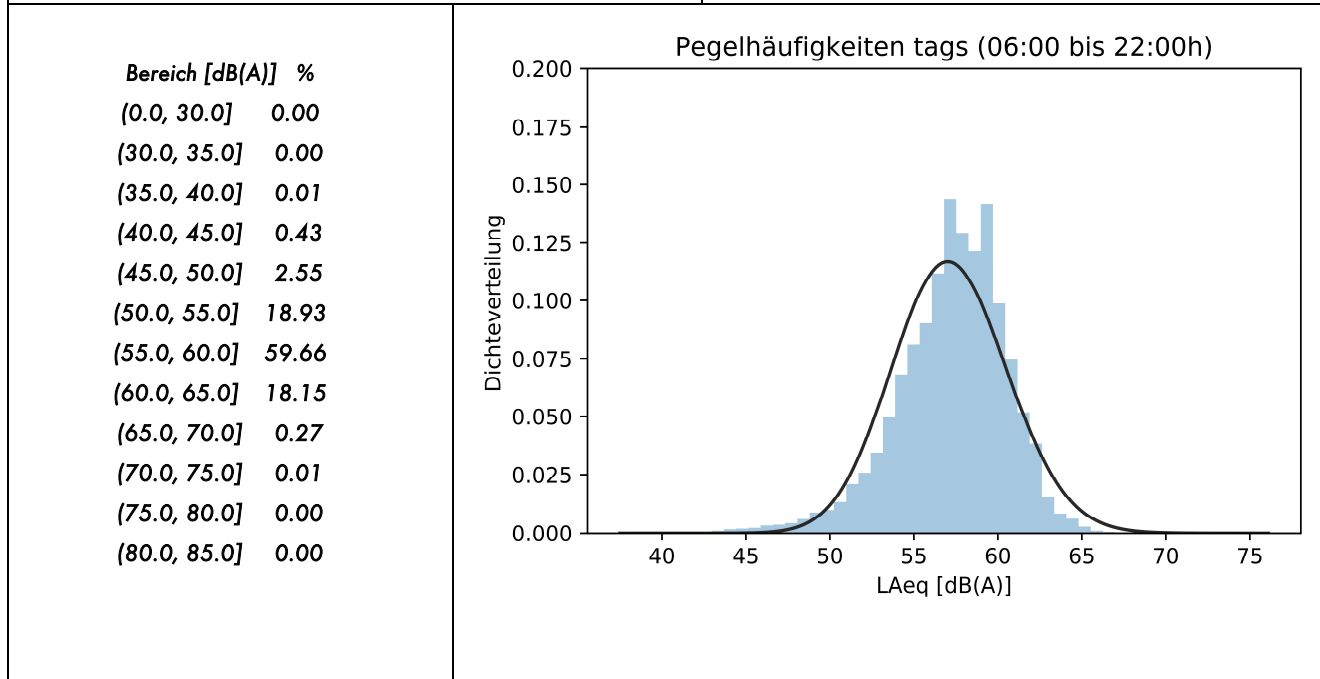 Bereich [dB(A)] %
(0.0, 30.0] 0.00
(30.0, 35.0] 0.00
(35.0, 40.0] 0.01
(40.0, 45.0] 0.43
(45.0, 50.0] 2.55
(50.0, 55.0] 18.93
(55.0, 60.0] 59.66
(60.0, 65.0] 18.15
(65.0, 70.0] 0.27
(70.0, 75.0] 0.01
(75.0, 80.0] 0.00
(80.0, 85.0] 0.00
Pegelhäufigkeiten tags (06:00 bis 22:00h)
Dichteverteilung
0.200
0.175
0.150
0.125
0.100
0.075
0.050
0.025
0.000
40 45 50 55 60 65 70 75
LAeq [dB(A)]